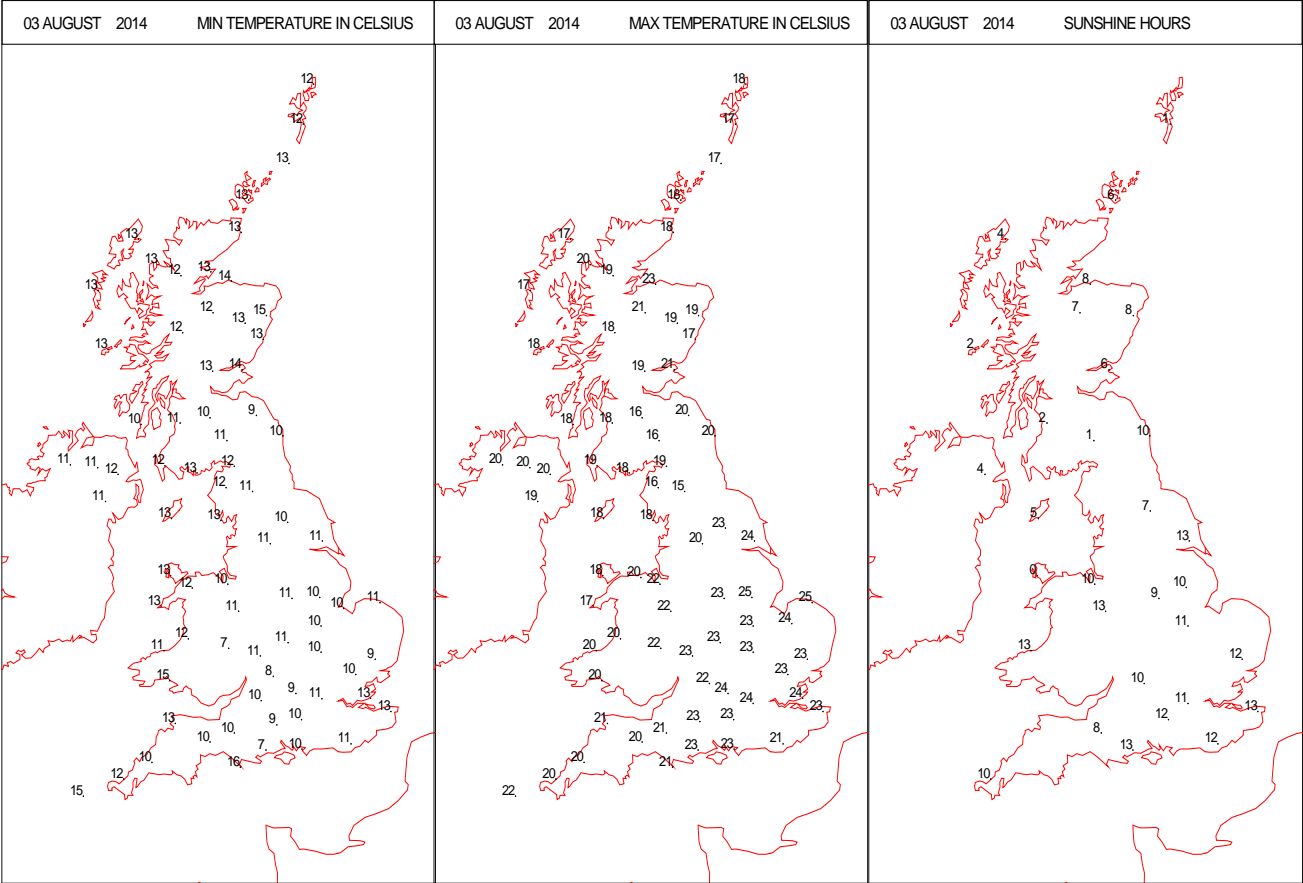 03 AUGUST 2014 MIN TEMPERATURE IN CELSIUS
12
12
13
13
13
13
13 12 13
13 14
12 13 15
12 13
13
13 14
10 11 10 9
11 10
11 11 12 12 13 12
11 12 11
13 13 10
11 11
13 12 10
13 11 11 10 10 11
10
11 12 7 11 11 10
9
15 8 10
10 9 11 13
13 9 10 13
10 10 7 10 11
10 16
12
15
03 AUGUST 2014 MAX TEMPERATURE IN CELSIUS
18
17
17
18
18
17
20 19
17 23
21 19 19
18 17
18
19 21
18 18 16 20
16 20
20 20 20 19 18 19
19 16 15
18 18 23
20 24
18 20 22
17 22 23 25 25
23 24
20 20 22 23 23 23
23
20 22 23
24 24 24
21 23 23 23
20 21 23 23 21
20 21
20
22
03 AUGUST 2014 SUNSHINE HOURS
1
6
4
8
7 8
2
6
2
1 10
4
5 7
13
0 10 10
13 9
11
13 12
10
11 13
8 12
13 12
10